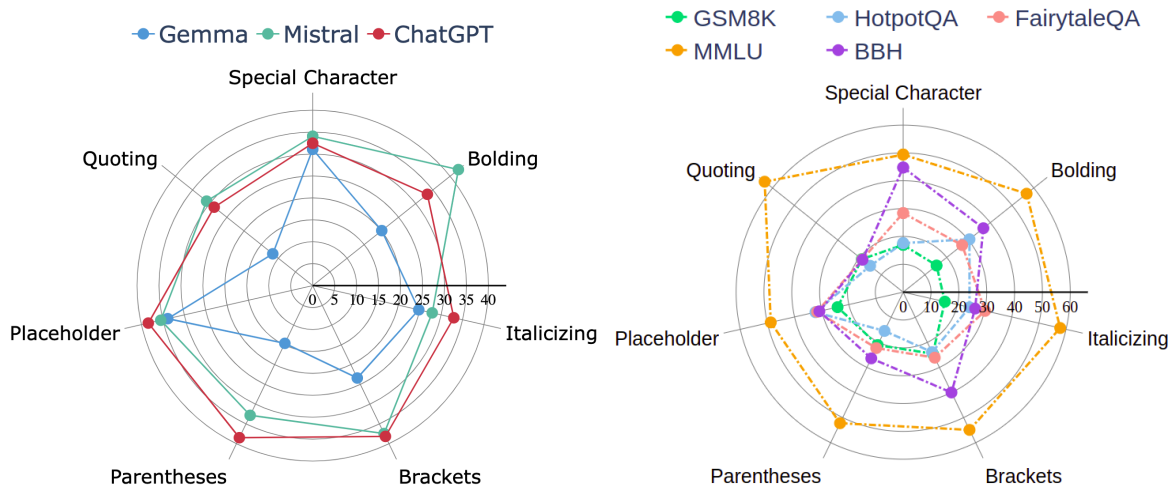 Gemma Mistral ChatGPT
Special Character
Quoting Bolding
0 5 10 15 20 25 30 35 40
Placeholder Italicizing
Parentheses Brackets
GSM8K HotpotQA FairytaleQA
MMLU BBH
Special Character
Quoting Bolding
0 10 20 30 40 50 60
Placeholder Italicizing
Parentheses Brackets